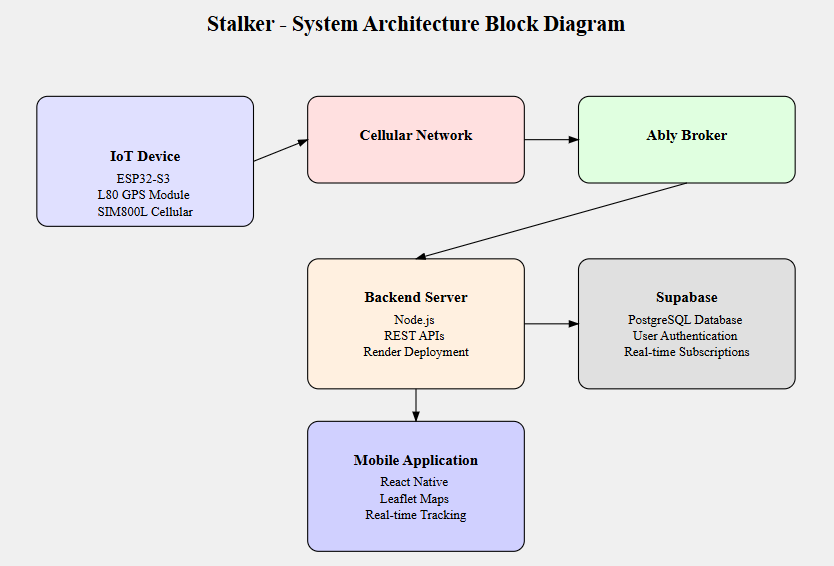 Stalker - System Architecture Block Diagram
IoT Device
ESP32-S3
L80 GPS Module
SIM800L Cellular
Cellular Network
Ably Broker
Backend Server
Node.js
REST APIs
Render Deployment
Supabase
PostgreSQL Database
User Authentication
Real-time Subscriptions
Mobile Application
React Native
Leaflet Maps
Real-time Tracking